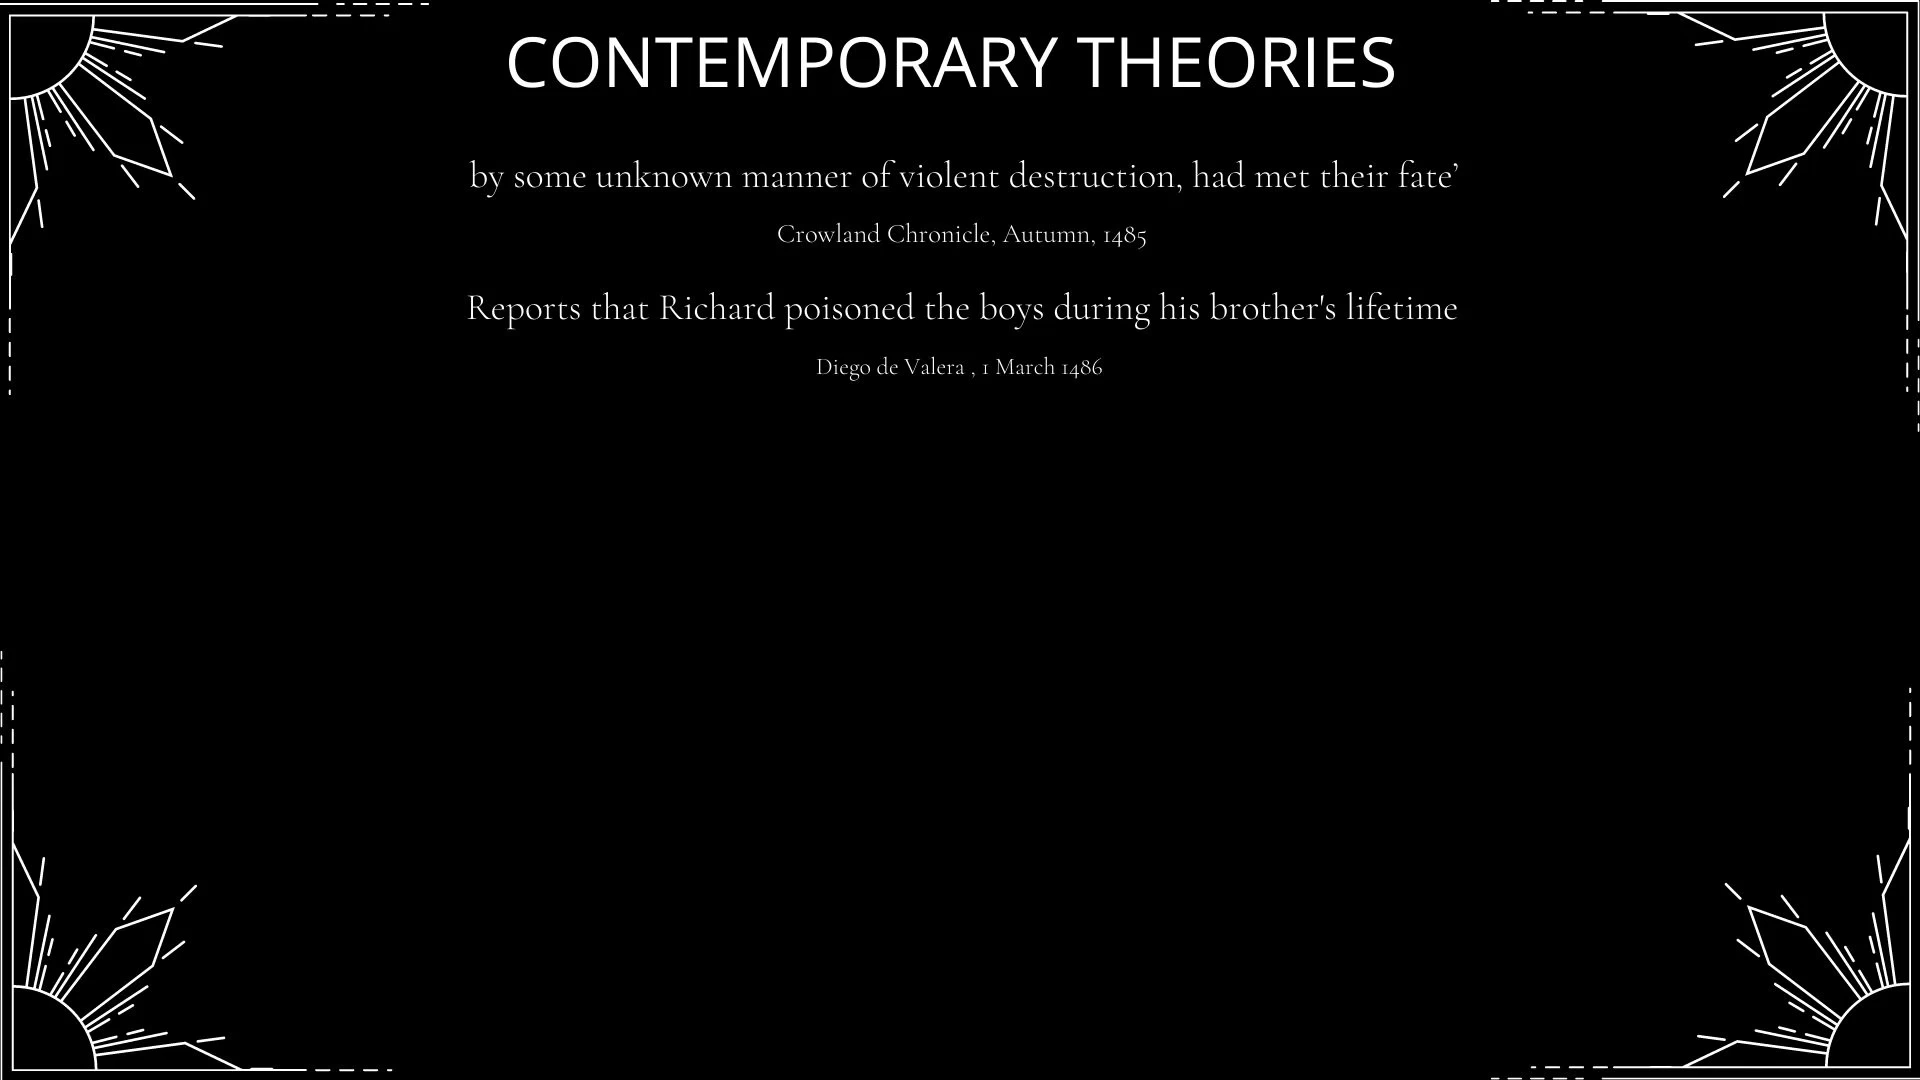 CONTEMPORARY THEORIES
by some unknown manner of violent destruction, had met their fate’
Crowland Chronicle, Autumn, 1485
Reports that Richard poisoned the boys during his brother's lifetime
Diego de Valera , 1 March 1486